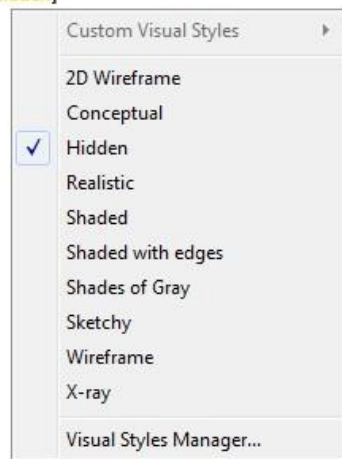 Custom Visual Styles
2D Wireframe
Conceptual
Hidden
Realistic
Shaded
Shaded with edges
Shades of Gray
Sketchy
Wireframe
X-ray
Visual Styles Manager...